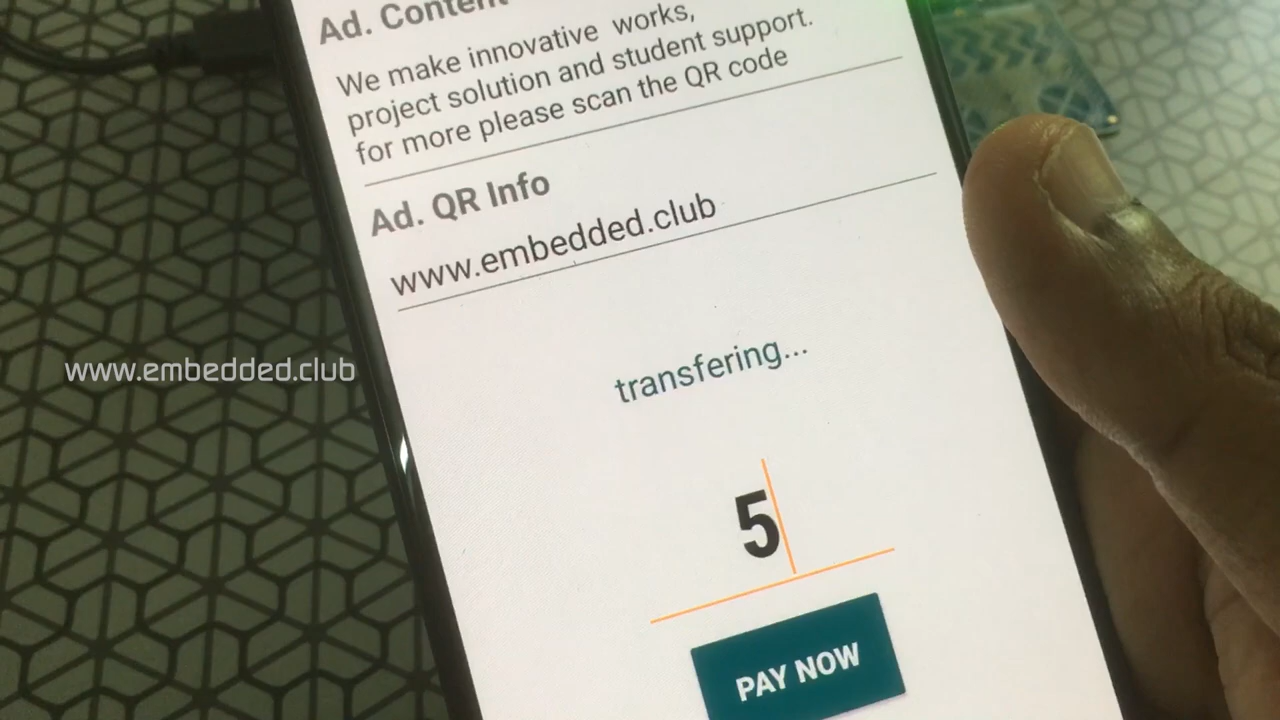 Ad. Content
We make innovative works,
project solution and student support.
for more please scan the QR code
Ad. QR Info
www.embedded.club
www.embedded.club
transfering...
5
PAY NOW